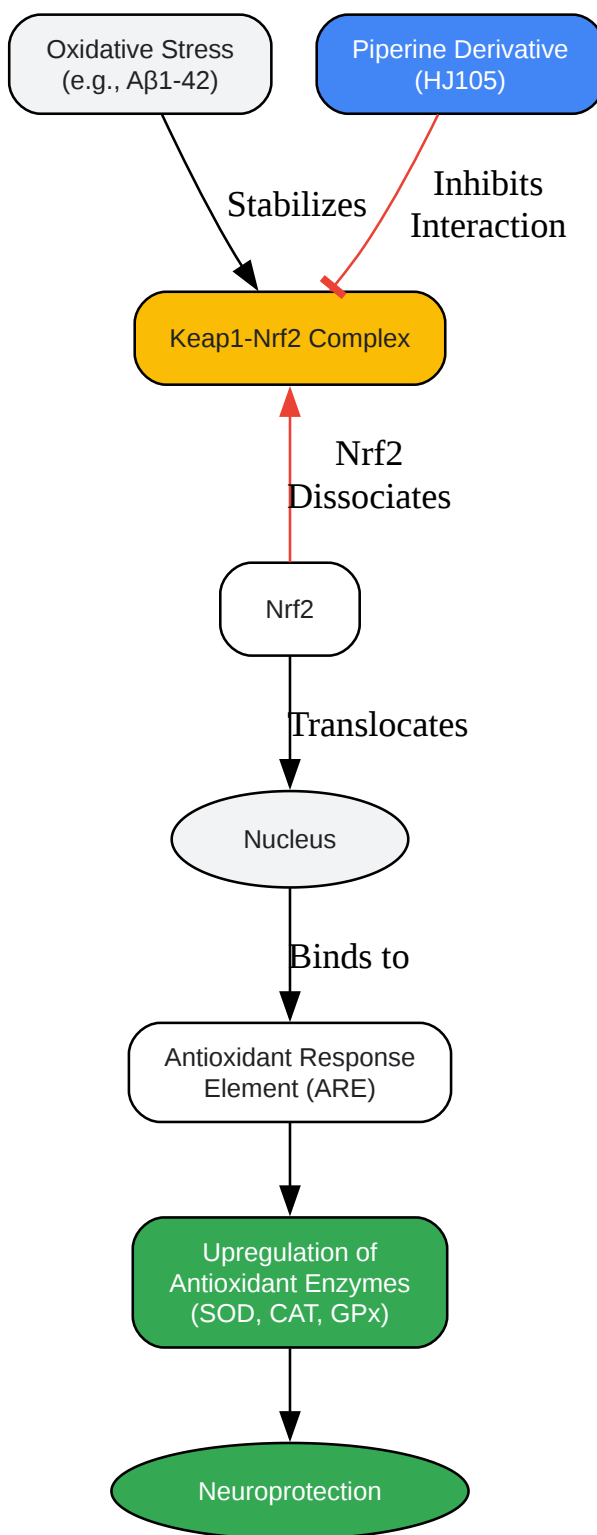 Oxidative Stress
(e.g., Aβ1-42)
Piperine Derivative
(HJ105)
Stabilizes
Inhibits
Interaction
Keap1-Nrf2 Complex
Nrf2
Dissociates
Nrf2
Translocates
Nucleus
Binds to
Antioxidant Response
Element (ARE)
Upregulation of
Antioxidant Enzymes
(SOD, CAT, GPx)
Neuroprotection